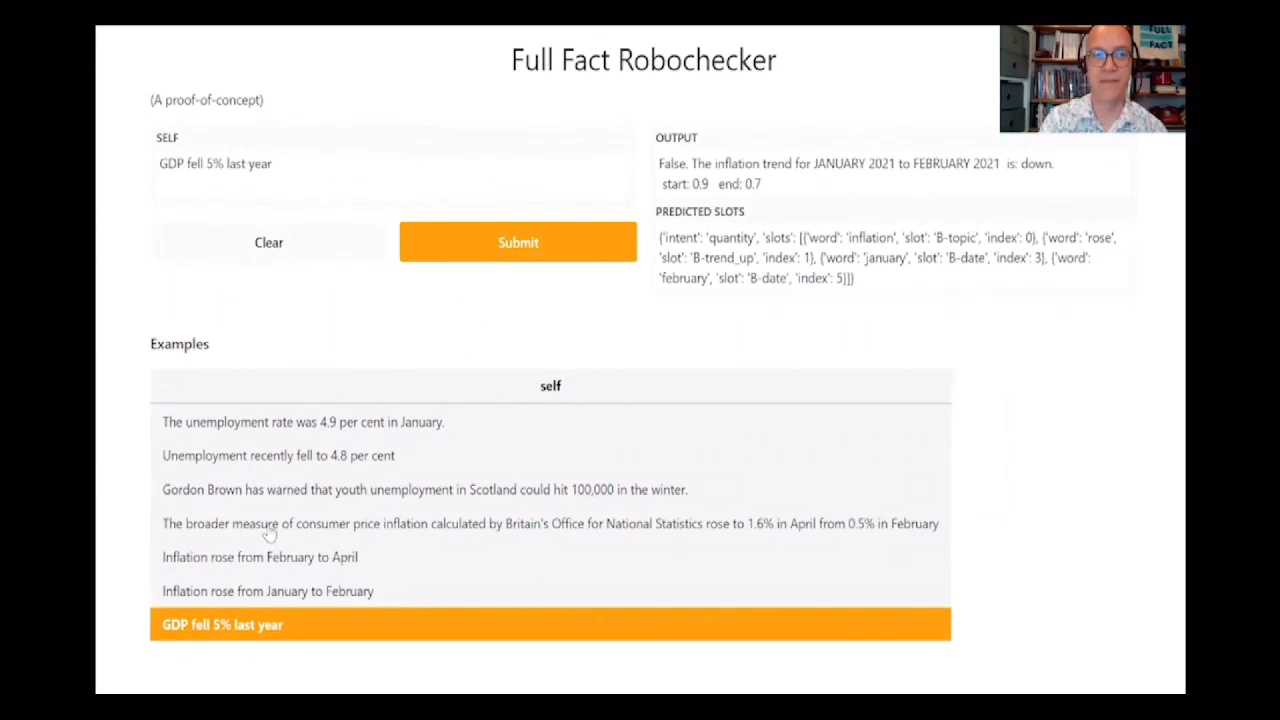 Full Fact Robochecker
FULL
FACT
(A proof-of-concept)
SELF
GDP fell 5% last year
Clear
Submit
OUTPUT
False. The inflation trend for JANUARY 2021 to FEBRUARY 2021 is: down.
start: 0.9 end: 0.7
PREDICTED SLOTS
{'intent': 'quantity', 'slots': [{'word': 'inflation', 'slot': 'B-topic', 'index': 0}, {'word': 'rose',
'slot': 'B-trend_up', 'index': 1}, {'word': 'january', 'slot': 'B-date', 'index': 3}, {'word':
'february', 'slot': 'B-date', 'index': 5}]}
Examples
self
The unemployment rate was 4.9 per cent in January.
Unemployment recently fell to 4.8 per cent
Gordon Brown has warned that youth unemployment in Scotland could hit 100,000 in the winter.
The broader measure of consumer price inflation calculated by Britain's Office for National Statistics rose to 1.6% in April from 0.5% in February
Inflation rose from February to April
Inflation rose from January to February
GDP fell 5% last year